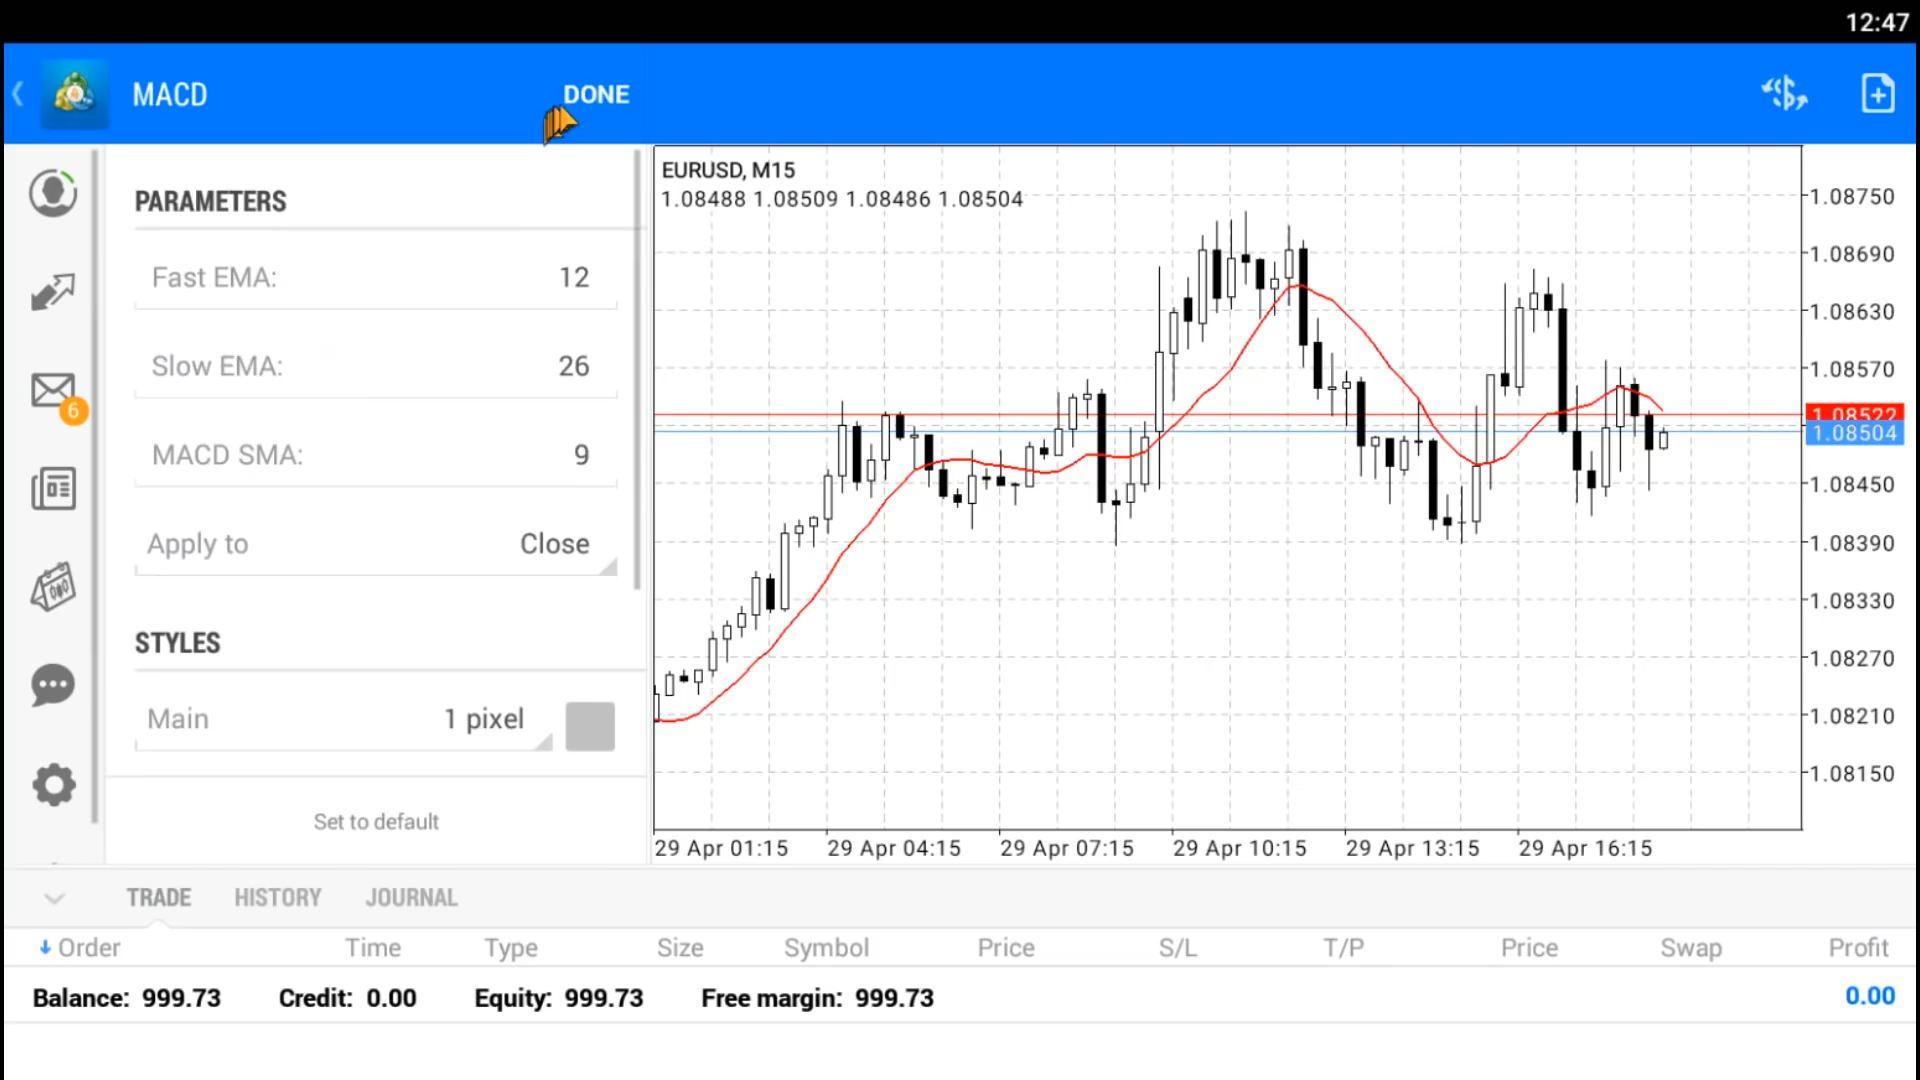 12:47
MACD DONE
PARAMETERS
Fast EMA: 12
Slow EMA: 26
MACD SMA: 9
Apply to Close
STYLES
Main 1 pixel
Set to default
6
EURUSD, M15
1.08488 1.08509 1.08486 1.08504
1.08750
1.08690
1.08630
1.08570
1.08522
1.08504
1.08450
1.08390
1.08330
1.08270
1.08210
1.08150
29 Apr 01:15 29 Apr 04:15 29 Apr 07:15 29 Apr 10:15 29 Apr 13:15 29 Apr 16:15
TRADE HISTORY JOURNAL
Order Time Type Size Symbol Price S/L T/P Price Swap Profit
Balance: 999.73 Credit: 0.00 Equity: 999.73 Free margin: 999.73 0.00